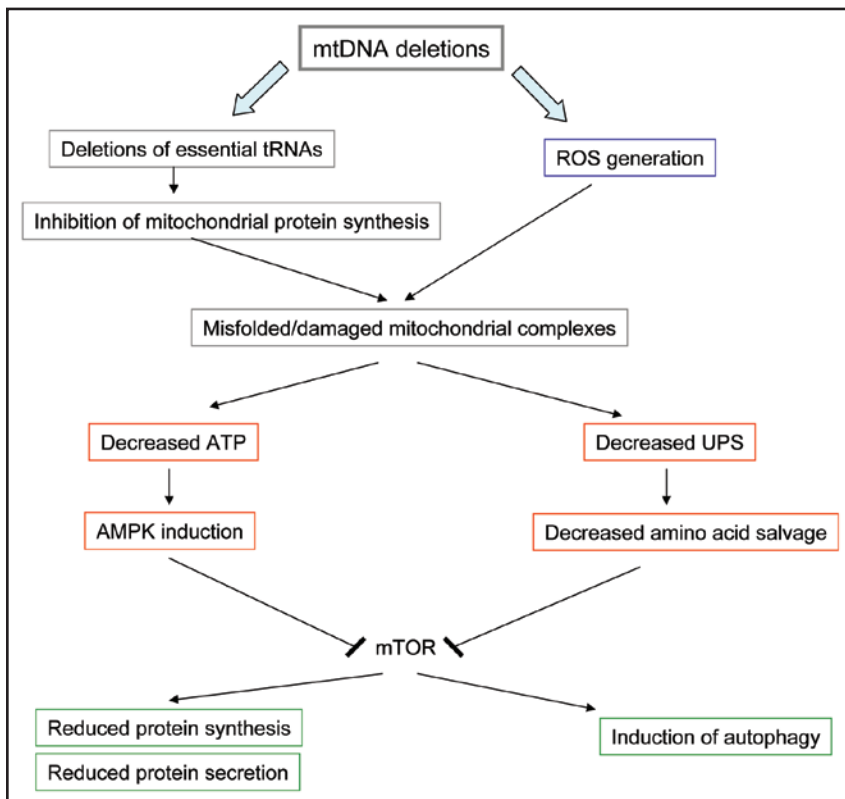 mtDNA deletions
Deletions of essential tRNAs
ROS generation
Inhibition of mitochondrial protein synthesis
Misfolded/damaged mitochondrial complexes
Decreased ATP
Decreased UPS
AMPK induction
Decreased amino acid salvage
mTOR
Reduced protein synthesis
Induction of autophagy
Reduced protein secretion